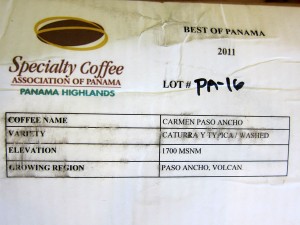 BEST OF PANAMA
2011
Specialty Coffee
ASSOCIATION OF PANAMA
PANAMA HIGHLANDS
LOT # PA-16
COFFEE NAME CARMEN PASO ANCHO
VARIETY CATURRA Y TYPICA / WASHED
ELEVATION 1700 MSNM
GROWING REGION PASO ANCHO, VOLCAN